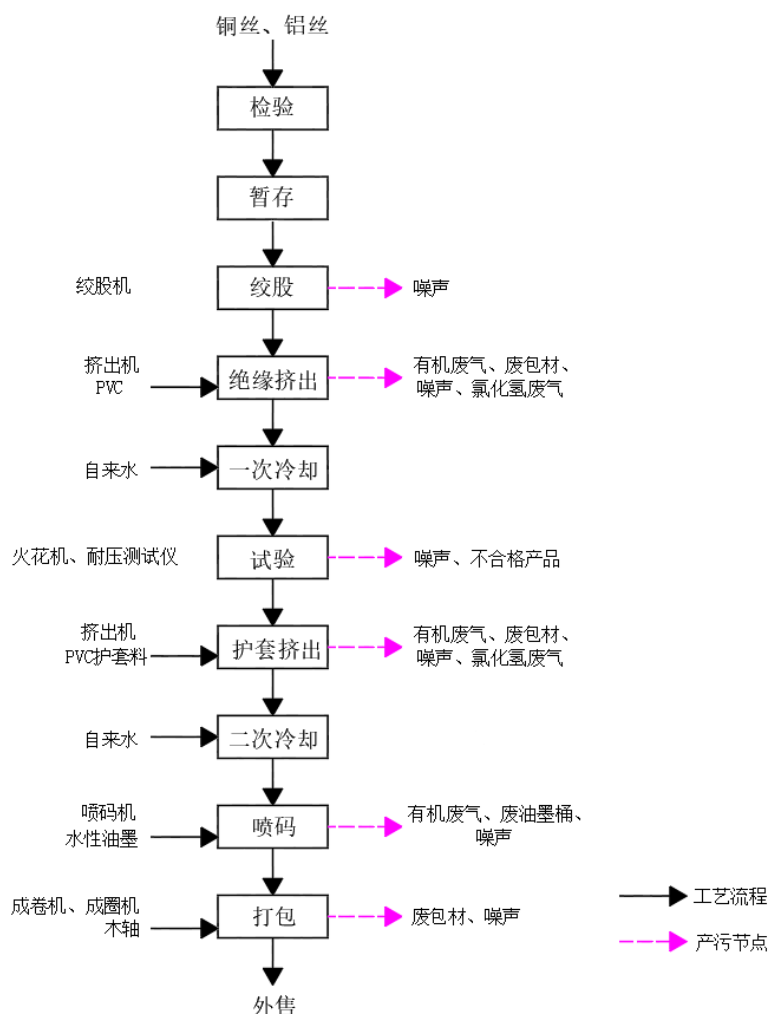 铜丝、铝丝
检验
暂存
绞股机
绞股
噪声
挤出机
PVC
绝缘挤出
有机废气、废包材、
噪声、氯化氢废气
自来水
一次冷却
火花机、耐压测试仪
试验
噪声、不合格产品
挤出机
PVC护套料
护套挤出
有机废气、废包材、
噪声、氯化氢废气
自来水
二次冷却
喷码机
水性油墨
喷码
有机废气、废油墨桶、
噪声
成卷机、成圈机
木轴
打包
废包材、噪声
工艺流程
产污节点
外售